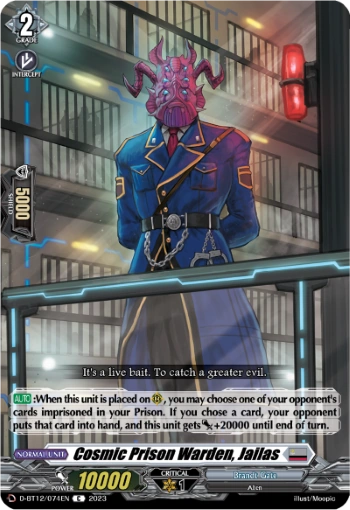 2
GRADE
INTERCEPT
5000
SHIELD
It's a live bait. To catch a greater evil.
AUTO:When this unit is placed on Ⓡ, you may choose one of your opponent's
cards imprisoned in your Prison. If you choose a card, your opponent
puts that card into hand, and this unit gets +20000 until end of turn.
NORMAL UNIT
Cosmic Prison Warden, Jailas
POWER
10000
CRITICAL
1
Brandt Gate
Alien
D-BT12/074EN C 2023
Illust/Moopic